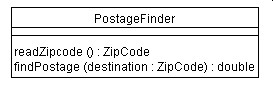 PostageFinder
readZipcode () : ZipCode
findPostage (destination : ZipCode) : double